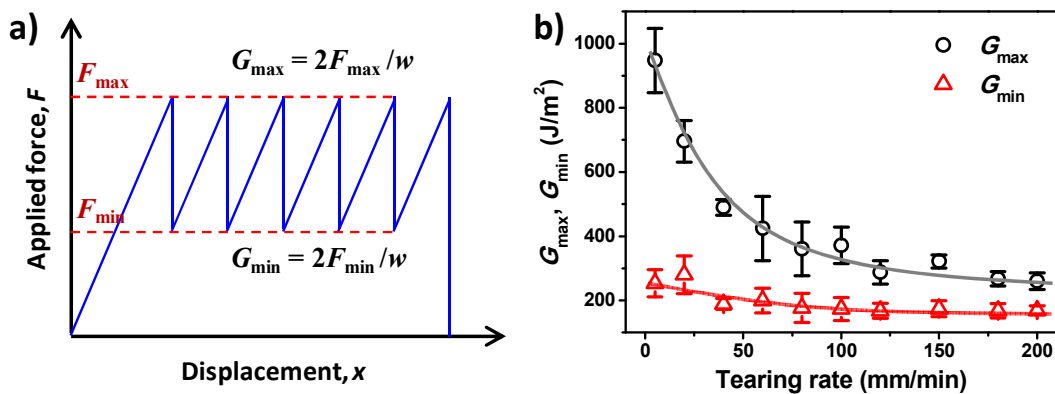 a)
G_max = 2F_max/w
F_max
Applied force, F
F_min
G_min = 2F_min/w
Displacement, x
b)
G_max
G_min
G_max, G_min (J/m²)
1000
800
600
400
200
0 50 100 150 200
Tearing rate (mm/min)